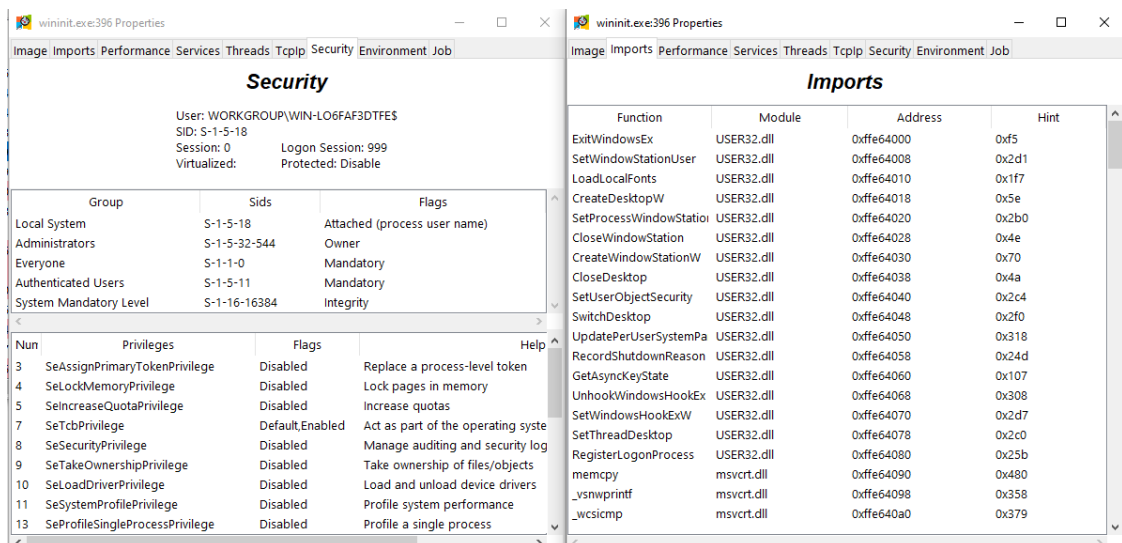 wininit.exe:396 Properties
Image Imports Performance Services Threads TcpIp Security Environment Job
Security
User: WORKGROUP\WIN-LO6FAF3DTFE$
SID: S-1-5-18
Session: 0 Logon Session: 999
Virtualized: Protected: Disable
Group Sids Flags
Local System S-1-5-18 Attached (process user name)
Administrators S-1-5-32-544 Owner
Everyone S-1-1-0 Mandatory
Authenticated Users S-1-5-11 Mandatory
System Mandatory Level S-1-16-16384 Integrity
Num Privileges Flags Help
3 SeAssignPrimaryTokenPrivilege Disabled Replace a process-level token
4 SeLockMemoryPrivilege Disabled Lock pages in memory
5 SeIncreaseQuotaPrivilege Disabled Increase quotas
7 SeTcbPrivilege Default,Enabled Act as part of the operating syste
8 SeSecurityPrivilege Disabled Manage auditing and security log
9 SeTakeOwnershipPrivilege Disabled Take ownership of files/objects
10 SeLoadDriverPrivilege Disabled Load and unload device drivers
11 SeSystemProfilePrivilege Disabled Profile system performance
13 SeProfileSingleProcessPrivilege Disabled Profile a single process
wininit.exe:396 Properties
Image Imports Performance Services Threads TcpIp Security Environment Job
Imports
Function Module Address Hint
ExitWindowsEx USER32.dll 0xffe64000 0xf5
SetWindowStationUser USER32.dll 0xffe64008 0x2d1
LoadLocalFonts USER32.dll 0xffe64010 0x1f7
CreateDesktopW USER32.dll 0xffe64018 0x5e
SetProcessWindowStation USER32.dll 0xffe64020 0x2b0
CloseWindowStation USER32.dll 0xffe64028 0x4e
CreateWindowStationW USER32.dll 0xffe64030 0x70
CloseDesktop USER32.dll 0xffe64038 0x4a
SetUserObjectSecurity USER32.dll 0xffe64040 0x2c4
SwitchDesktop USER32.dll 0xffe64048 0x2f0
UpdatePerUserSystemPa USER32.dll 0xffe64050 0x318
RecordShutdownReason USER32.dll 0xffe64058 0x24d
GetAsyncKeyState USER32.dll 0xffe64060 0x107
UnhookWindowsHookEx USER32.dll 0xffe64068 0x308
SetWindowsHookExW USER32.dll 0xffe64070 0x2d7
SetThreadDesktop USER32.dll 0xffe64078 0x2c0
RegisterLogonProcess USER32.dll 0xffe64080 0x25b
memcpy msvcrt.dll 0xffe64090 0x480
_vsnwprintf msvcrt.dll 0xffe64098 0x358
_wcsicmp msvcrt.dll 0xffe640a0 0x379